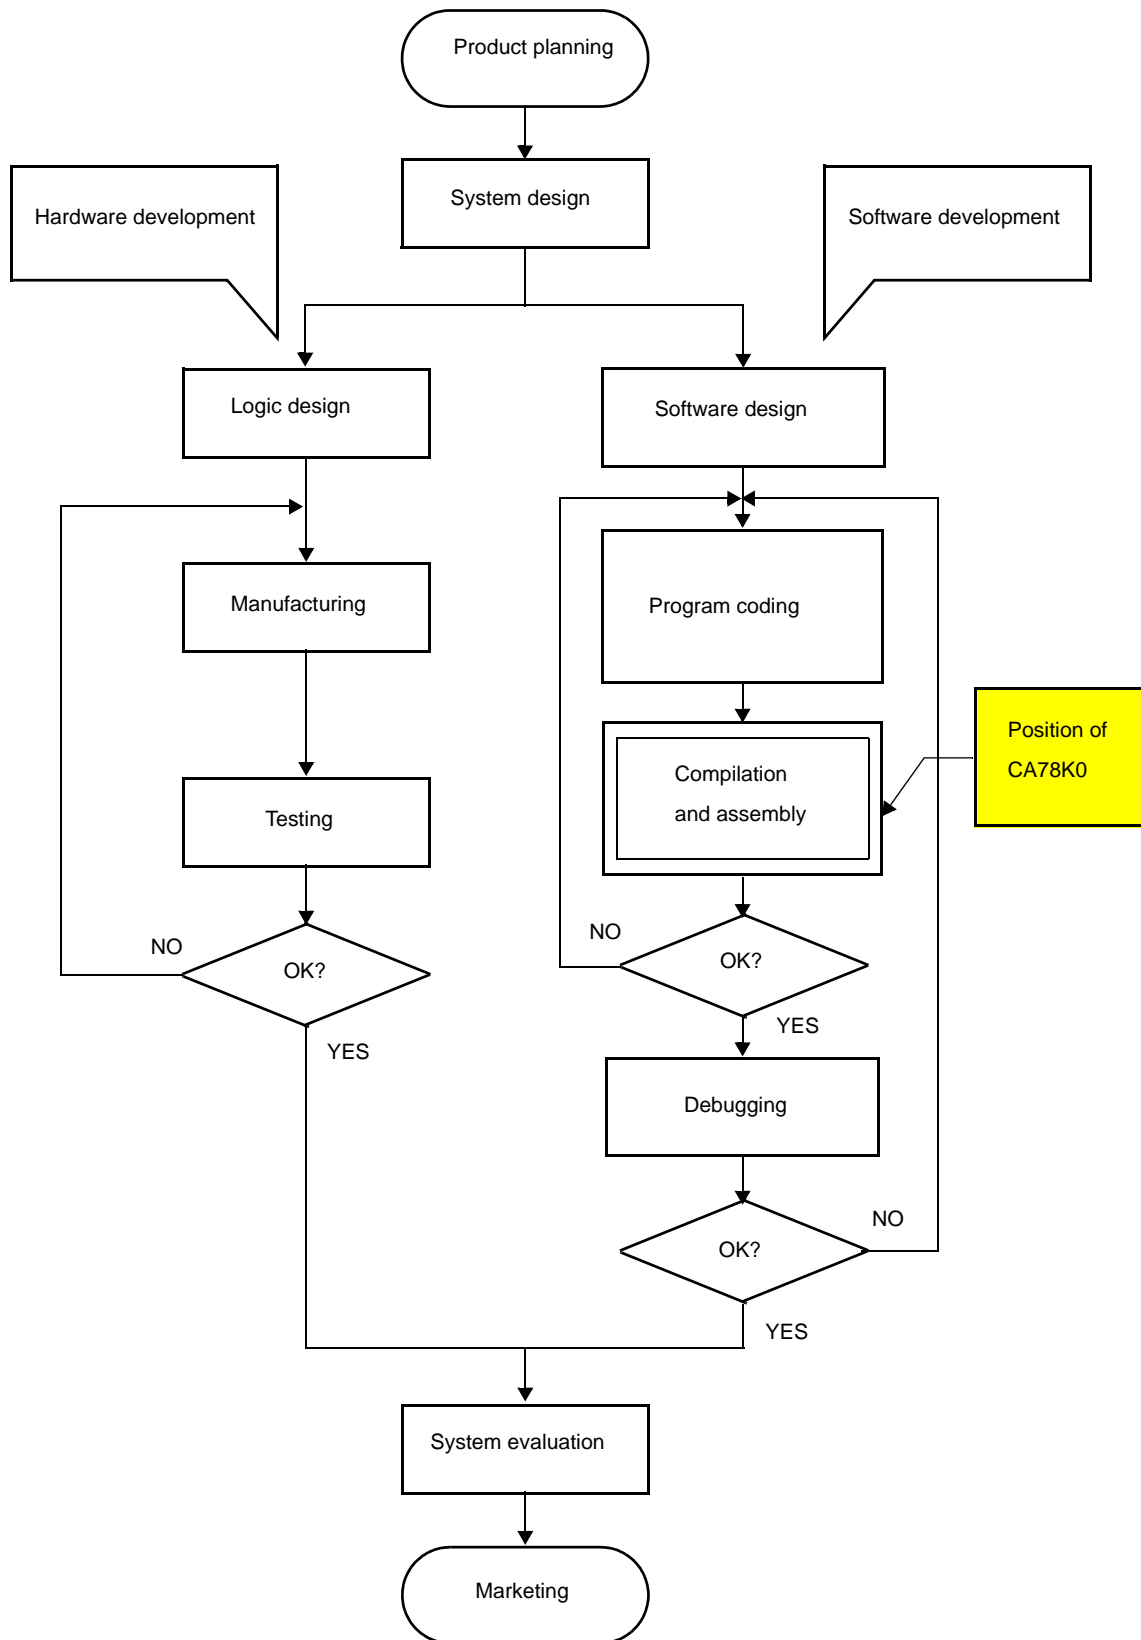 Product planning
System design
Hardware development
Software development
Logic design
Software design
Manufacturing
Program coding
Position of
CA78K0
Compilation
and assembly
Testing
NO
OK?
YES
NO
OK?
YES
Debugging
OK?
NO
YES
System evaluation
Marketing